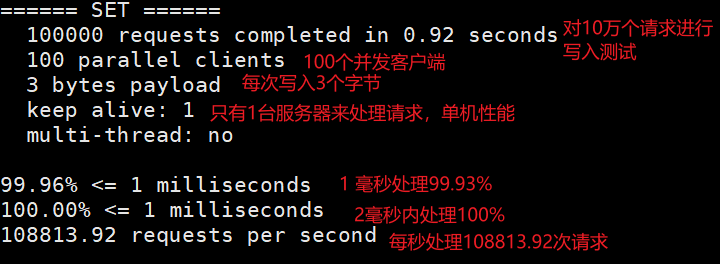 ====== SET ======
100000 requests completed in 0.92 seconds 对10万个请求进行
写入测试
100 parallel clients 100个并发客户端
3 bytes payload 每次写入3个字节
keep alive: 1 只有1台服务器来处理请求，单机性能
multi-thread: no
99.96% <= 1 milliseconds 1 毫秒处理99.93%
100.00% <= 1 milliseconds 2毫秒内处理100%
108813.92 requests per second 每秒处理108813.92次请求